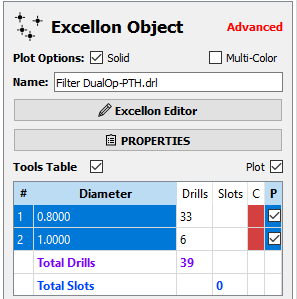 Excellon Object Advanced
Plot Options: Solid Multi-Color
Name: Filter DualOp-PTH.drl
Excellon Editor
PROPERTIES
Tools Table Plot
# Diameter Drills Slots C P
1 0.8000 33
2 1.0000 6
Total Drills 39
Total Slots 0